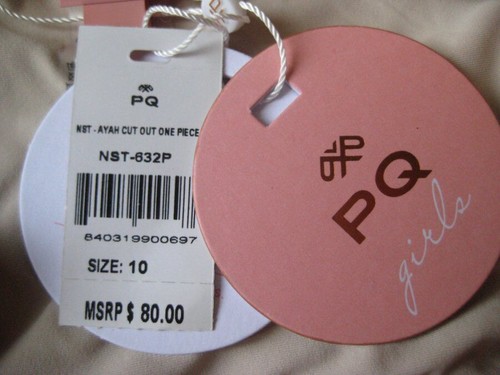 PQ
NST - AYAH CUT OUT ONE PIECE
NST-632P
840319900697
SIZE: 10
MSRP $ 80.00
PQ
girls